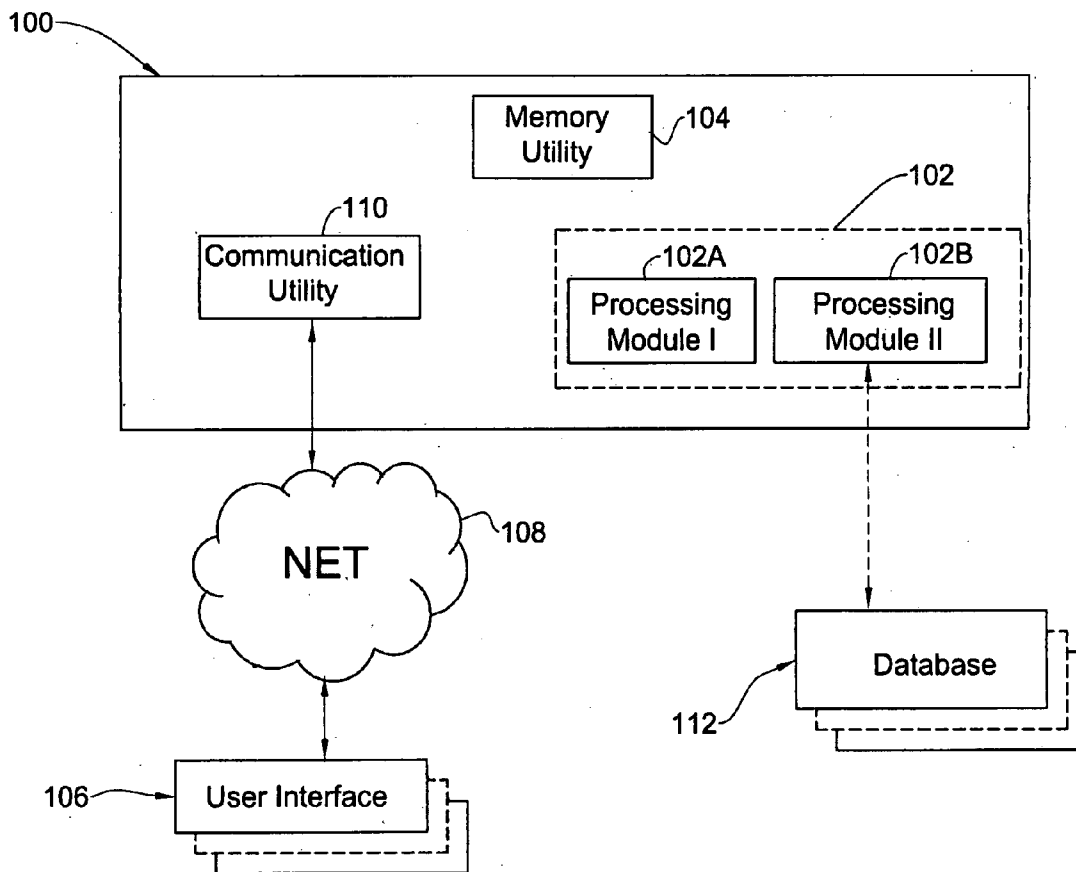 100
Memory
Utility
104
102
110
Communication
Utility
102A
102B
Processing
Module I
Processing
Module II
NET
108
Database
112
106
User Interface